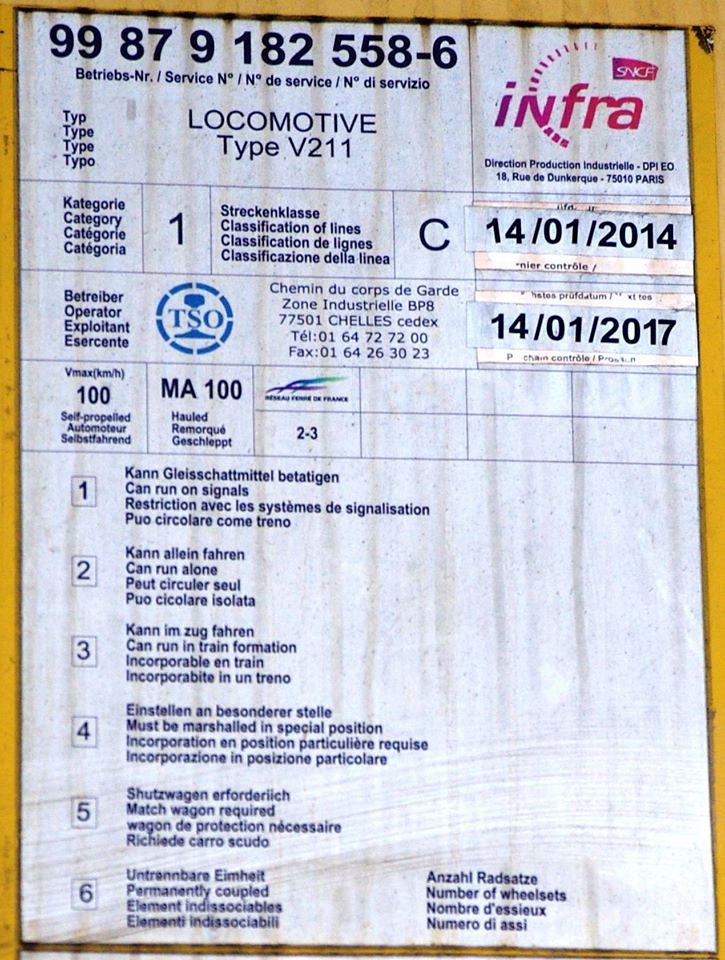 99 87 9 182 558-6
Betriebs-Nr. / Service N° / N° de service / N° di servizio
SNCF
iNfra
Direction Production Industrielle - DPI EO
18, Rue de Dunkerque - 75010 PARIS
Typ
Type
Type
Typo
LOCOMOTIVE
Type V211
Kategorie
Category
Catégorie
Catégoria
1
Streckenklasse
Classification of lines
Classification de lignes
Classificazione della linea
C
14/01/2014
nier contrôle /
Betreiber
Operator
Exploitant
Esercente
TSO
Chemin du corps de Garde
Zone Industrielle BP8
77501 CHELLES cedex
Tél:01 64 72 72 00
Fax:01 64 26 30 23
hstes prüfdatum /
14/01/2017
chain contrôle /
Vmax(km/h)
100
Self-propelled
Automoteur
Selbstfahrend
MA 100
Hauled
Remorqué
Geschleppt
RÉSEAU FERRÉ DE FRANCE
2-3
1
Kann Gleisschattmittel betatigen
Can run on signals
Restriction avec les systèmes de signalisation
Puo circolare come treno
2
Kann allein fahren
Can run alone
Peut circuler seul
Puo cicolare isolata
3
Kann im zug fahren
Can run in train formation
Incorporable en train
Incorporabite in un treno
4
Einstellen an besonderer stelle
Must be marshalled in special position
Incorporation en position particulière requise
Incorporazione in posizione particolare
5
Shutzwagen erforderiich
Match wagon required
wagon de protection nécessaire
Richiede carro scudo
6
Untrennbare Eimheit
Permanently coupled
Element indissociables
Elementi indissociabili
Anzahl Radsatze
Number of wheelsets
Nombre d'essieux
Numero di assi